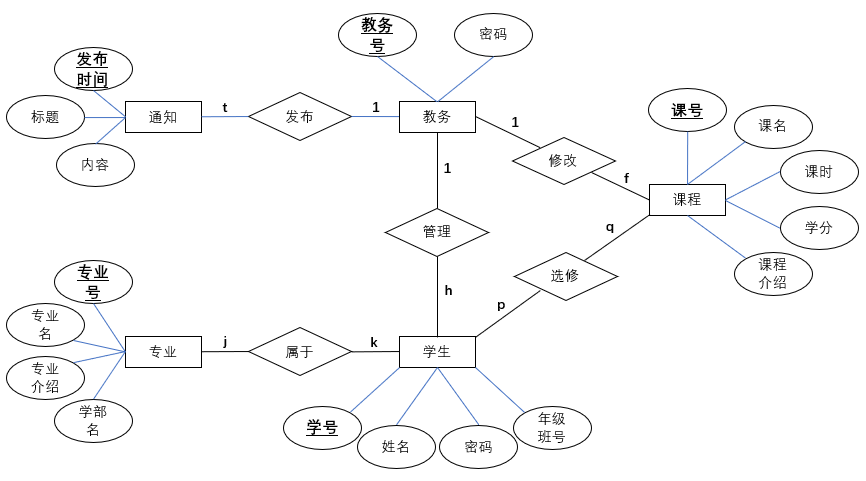 教务
号
密码
发布
时间
标题
内容
通知
t
发布
1
教务
1
修改
f
课号
课名
课时
学分
课程
介绍
课程
1
管理
h
q
选修
p
专业
号
专业
名
专业
介绍
学部
名
专业
j
属于
k
学生
学号
姓名
密码
年级
班号